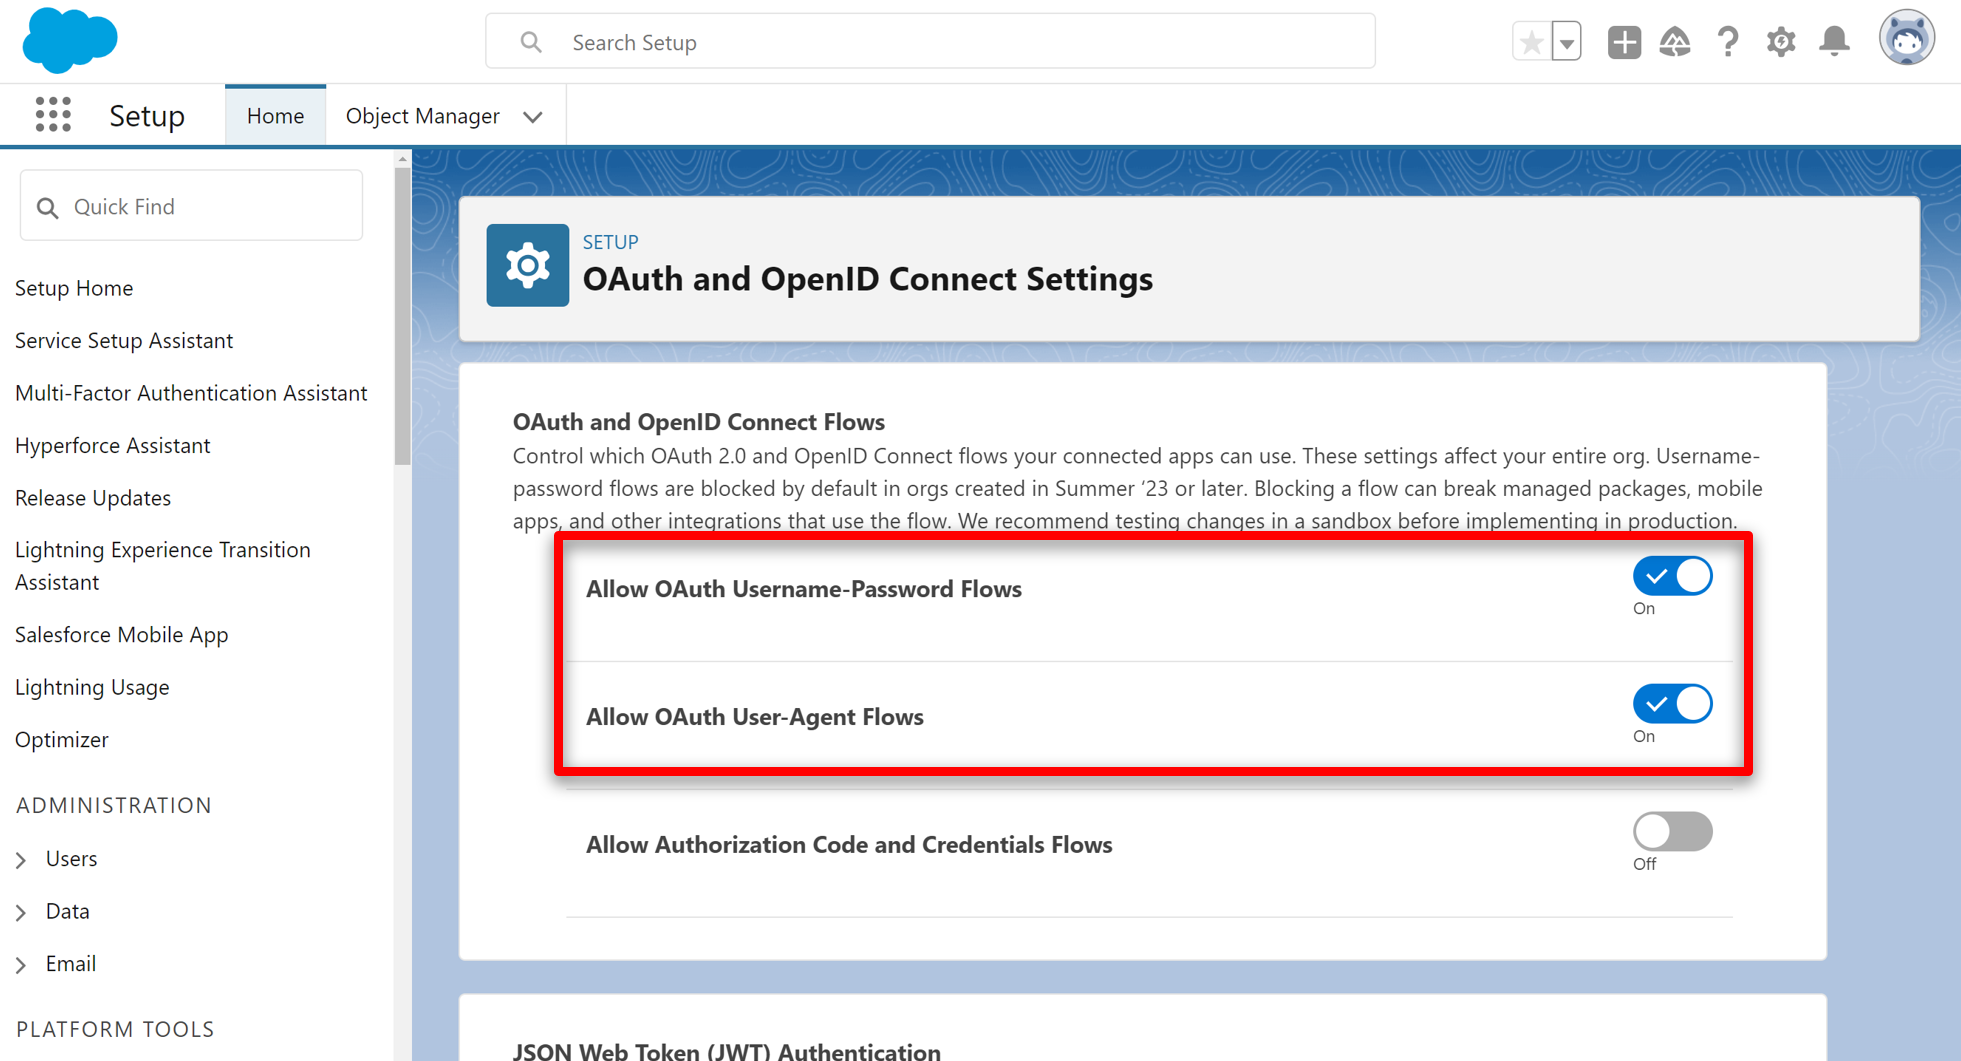 Search Setup
Setup
Home
Object Manager
Quick Find
Setup Home
Service Setup Assistant
Multi-Factor Authentication Assistant
Hyperforce Assistant
Release Updates
Lightning Experience Transition
Assistant
Salesforce Mobile App
Lightning Usage
Optimizer
ADMINISTRATION
Users
Data
Email
PLATFORM TOOLS
SETUP
OAuth and OpenID Connect Settings
OAuth and OpenID Connect Flows
Control which OAuth 2.0 and OpenID Connect flows your connected apps can use. These settings affect your entire org. Username-
password flows are blocked by default in orgs created in Summer ‘23 or later. Blocking a flow can break managed packages, mobile
apps, and other integrations that use the flow. We recommend testing changes in a sandbox before implementing in production.
Allow OAuth Username-Password Flows
On
Allow OAuth User-Agent Flows
On
Allow Authorization Code and Credentials Flows
Off
JSON Web Token (JWT) Authentication